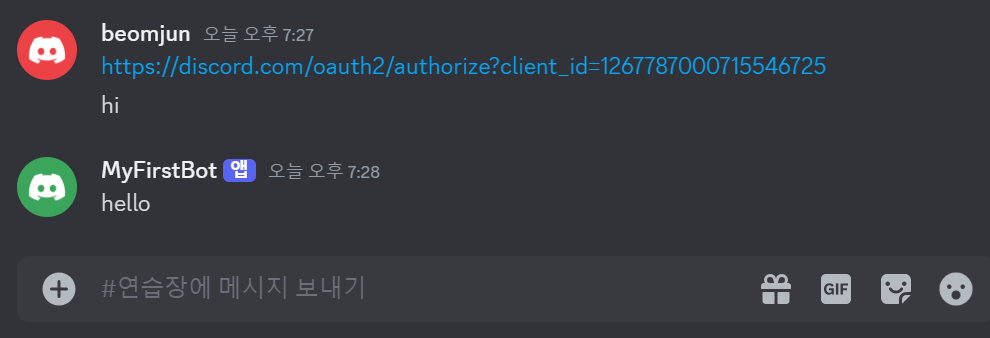 beomjun 오늘 오후 7:27
https://discord.com/oauth2/authorize?client_id=1267787000715546725
hi
MyFirstBot 앱 오늘 오후 7:28
hello
#연습장에 메시지 보내기
GIF